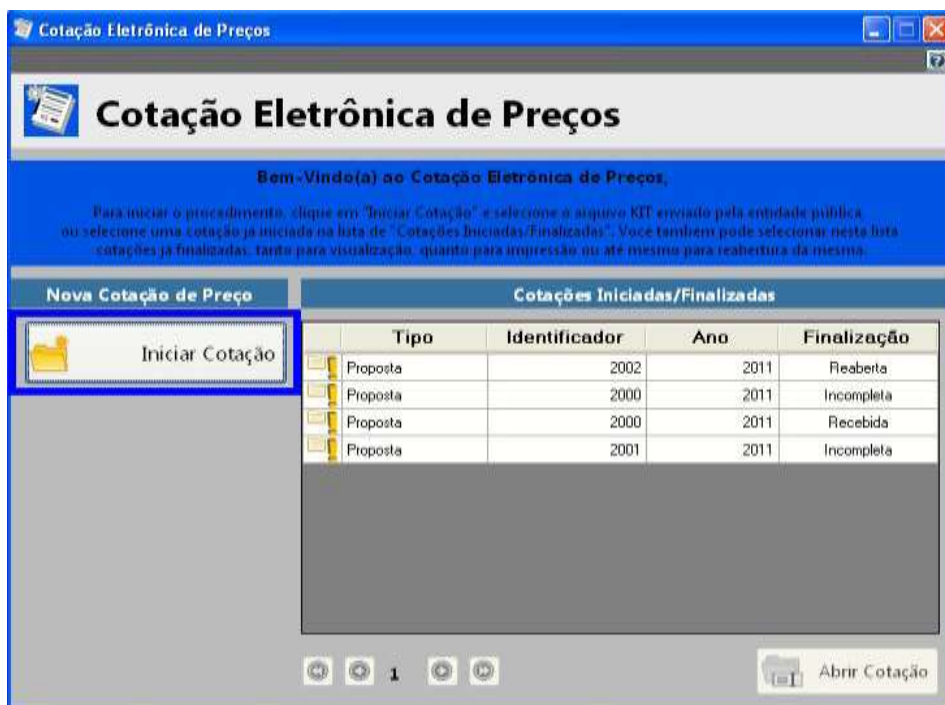 Cotação Eletrônica de Preços
Cotação Eletrônica de Preços
Bem-Vindo(a) ao Cotação Eletrônica de Preços,
Para iniciar o procedimento, clique em "Iniciar Cotação" e selecione o arquivo KIT enviado pela entidade pública,
ou selecione uma cotação já iniciada na lista de "Cotações Iniciadas/Finalizadas". Você também pode selecionar nesta lista
cotações já finalizadas, tanto para visualização, quanto para impressão ou até mesmo para reabertura da mesma.
Nova Cotação de Preço
Cotações Iniciadas/Finalizadas
Iniciar Cotação
Tipo Identificador Ano Finalização
Proposta 2002 2011 Reaberta
Proposta 2000 2011 Incompleta
Proposta 2000 2011 Recebida
Proposta 2001 2011 Incompleta
1
Abrir Cotação